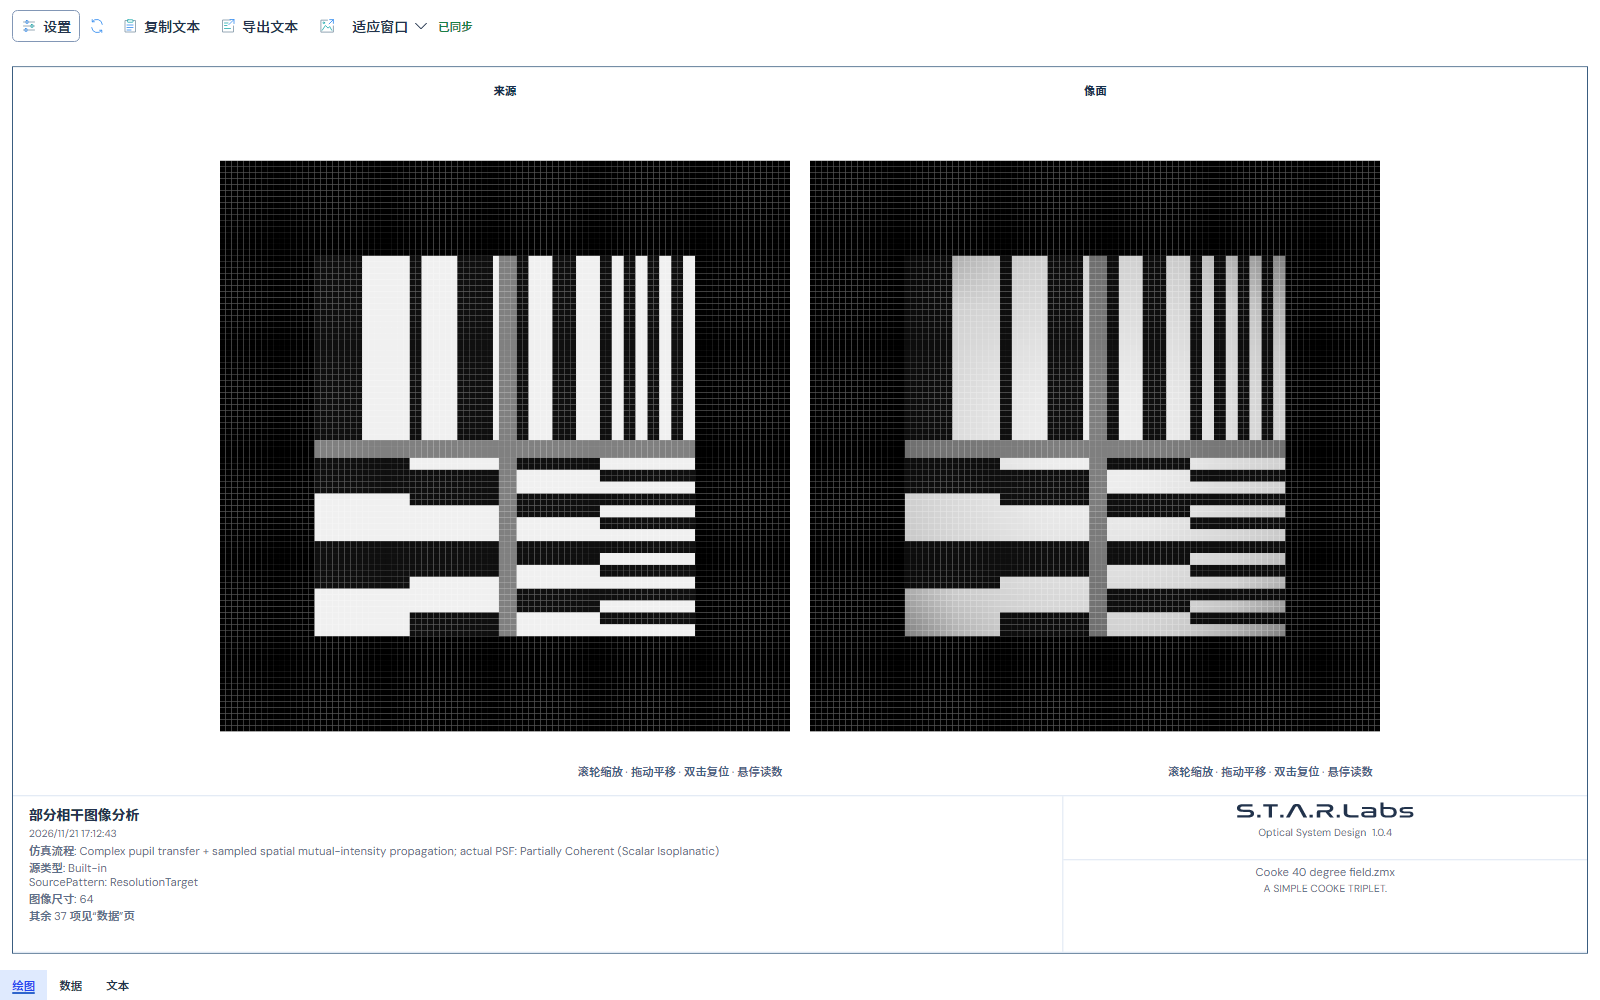 设置
复制文本
导出文本
适应窗口
已同步
来源
像面
滚轮缩放 · 拖动平移 · 双击复位 · 悬停读数
滚轮缩放 · 拖动平移 · 双击复位 · 悬停读数
部分相干图像分析
2026/11/21 17:12:43
仿真流程: Complex pupil transfer + sampled spatial mutual-intensity propagation; actual PSF: Partially Coherent (Scalar Isoplanatic)
源类型: Built-in
SourcePattern: ResolutionTarget
图像尺寸: 64
其余 37 项见“数据”页
S.T.A.R.Labs
Optical System Design 1.0.4
Cooke 40 degree field.zmx
A SIMPLE COOKE TRIPLET.
绘图
数据
文本